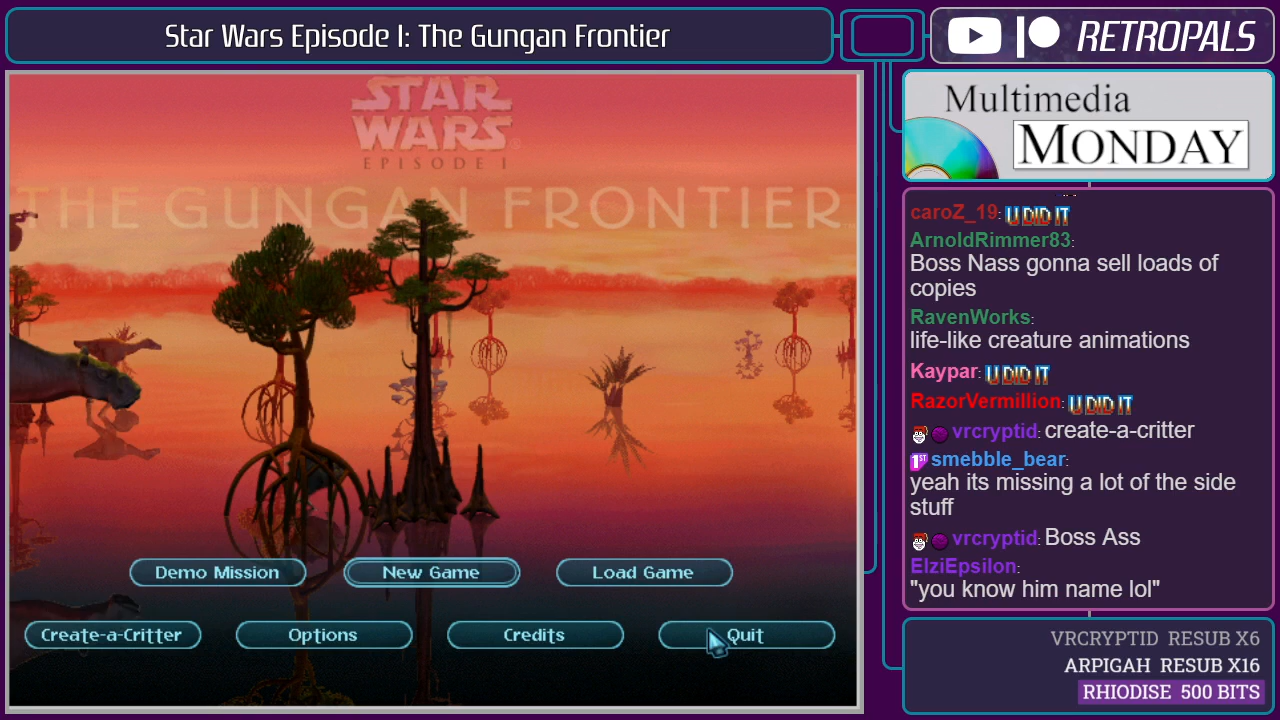 Star Wars Episode I: The Gungan Frontier
RETROPALS
STAR
WARS
EPISODE I
THE GUNGAN FRONTIER
Demo Mission
New Game
Load Game
Create-a-Critter
Options
Credits
Quit
Multimedia
MONDAY
caroZ_19: U DID IT
ArnoldRimmer83:
Boss Nass gonna sell loads of
copies
RavenWorks:
life-like creature animations
Kaypar: U DID IT
RazorVermillion: U DID IT
vrcryptid: create-a-critter
1ST smebble_bear:
yeah its missing a lot of the side
stuff
vrcryptid: Boss Ass
ElziEpsilon:
"you know him name lol"
VRCRYPTID RESUB X6
ARPIGAH RESUB X16
RHIODISE 500 BITS